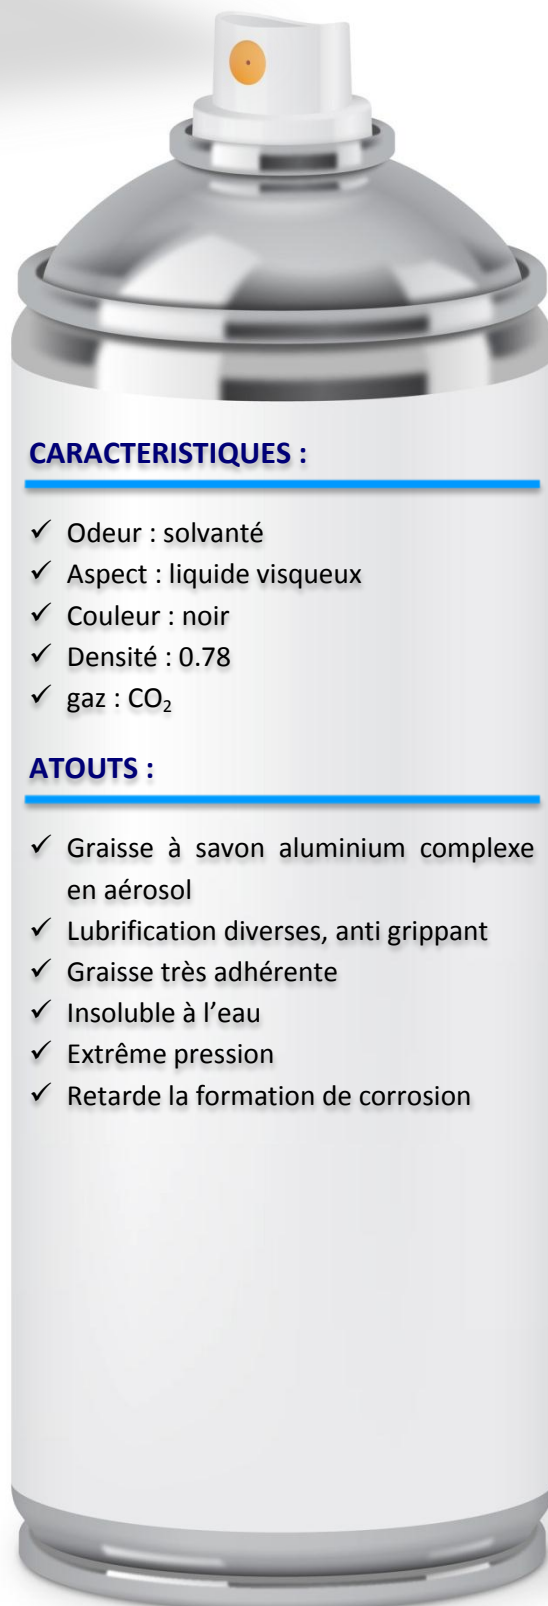 CARACTERISTIQUES :
✓ Odeur : solvanté
✓ Aspect : liquide visqueux
✓ Couleur : noir
✓ Densité : 0.78
✓ gaz : CO₂
ATOUTS :
✓ Graisse à savon aluminium complexe
en aérosol
✓ Lubrification diverses, anti grippant
✓ Graisse très adhérente
✓ Insoluble à l’eau
✓ Extrême pression
✓ Retarde la formation de corrosion